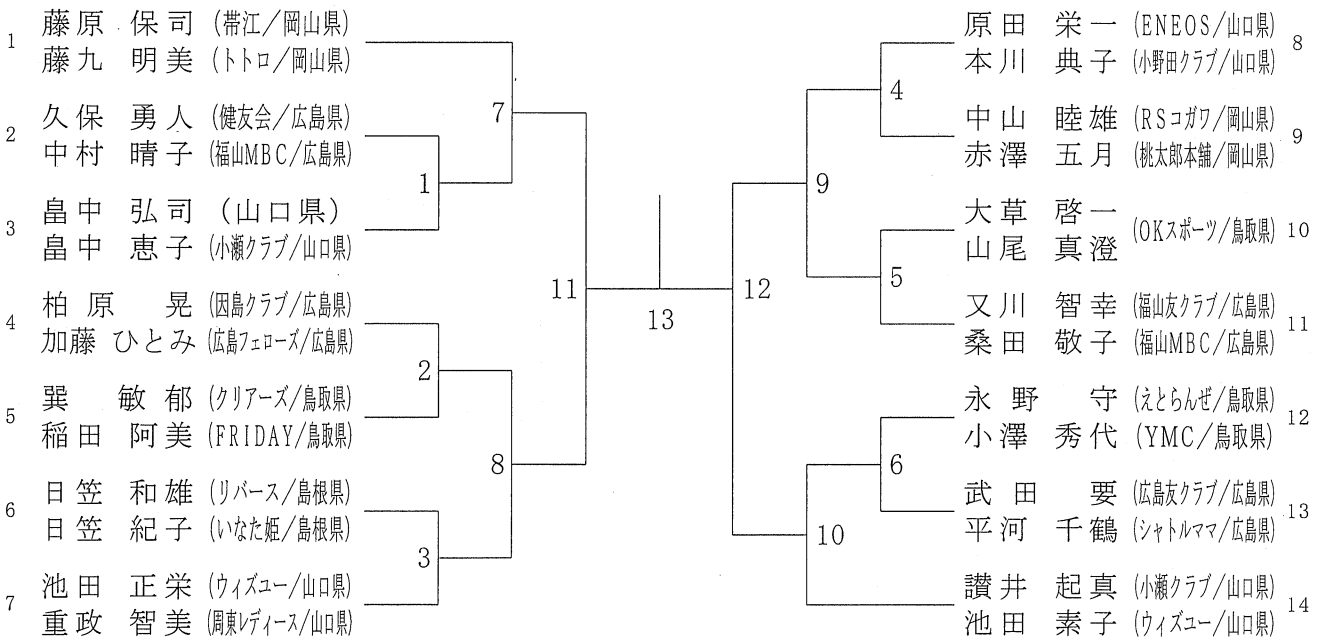 1
藤原 保司 (帯江/岡山県)
藤九 明美 (トトロ/岡山県)
2
久保 勇人 (健友会/広島県)
中村 晴子 (福山MBC/広島県)
3
畠中 弘司 (山口県)
畠中 恵子 (小瀬クラブ/山口県)
4
柏原 晃 (因島クラブ/広島県)
加藤 ひとみ (広島フェローズ/広島県)
5
巽 敏郁 (クリアーズ/鳥取県)
稲田 阿美 (FRIDAY/鳥取県)
6
日笠 和雄 (リバース/島根県)
日笠 紀子 (いなた姫/島根県)
7
池田 正栄 (ウィズユー/山口県)
重政 智美 (周東レディース/山口県)
7
1
11
2
8
3
13
12
4
9
5
6
10
原田 栄一 (ENEOS/山口県)
本川 典子 (小野田クラブ/山口県)
8
中山 睦雄 (RSコガワ/岡山県)
赤澤 五月 (桃太郎本舗/岡山県)
9
大草 啓一
山尾 真澄
(OKスポーツ/鳥取県) 10
又川 智幸 (福山友クラブ/広島県)
桑田 敬子 (福山MBC/広島県)
11
永野 守 (えとらんぜ/鳥取県)
小澤 秀代 (YMC/鳥取県)
12
武田 要 (広島友クラブ/広島県)
平河 千鶴 (シャトルママ/広島県)
13
讃井 起真 (小瀬クラブ/山口県)
池田 素子 (ウィズユー/山口県)
14